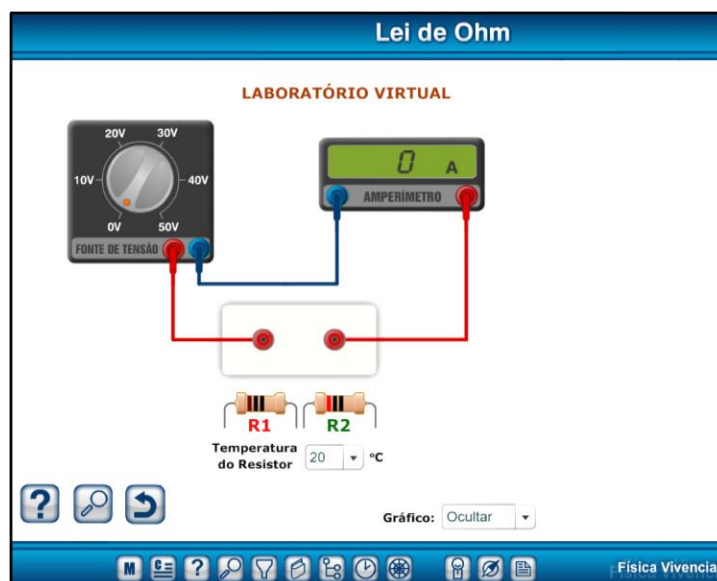 Lei de Ohm
LABORATÓRIO VIRTUAL
20V 30V
10V 40V
0V 50V
FONTE DE TENSÃO
0 A
AMPERÍMETRO
R1 R2
Temperatura
do Resistor 20 ºC
Gráfico: Ocultar
?
M C ?
Física Vivencia